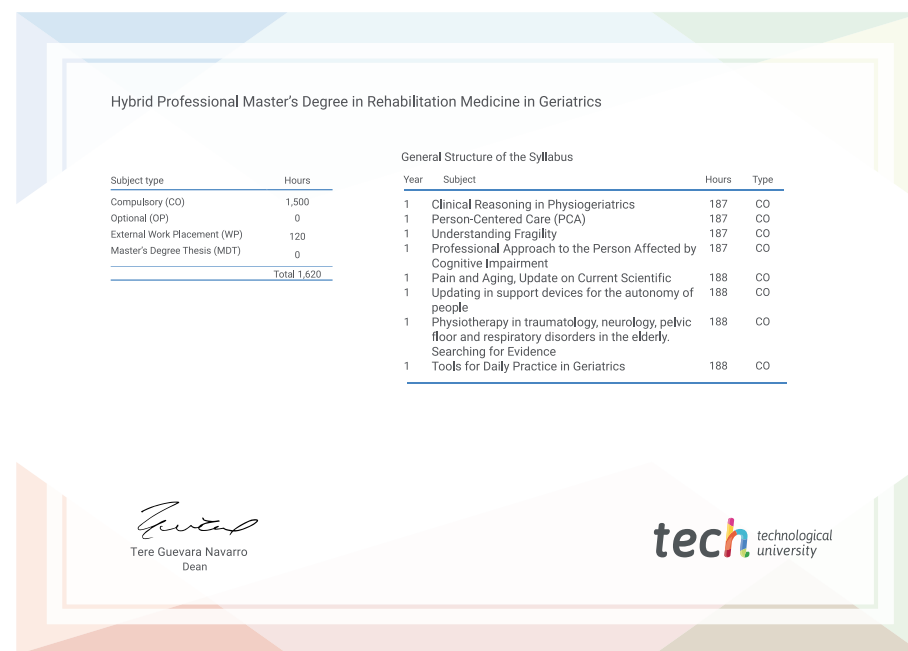 Hybrid Professional Master's Degree in Rehabilitation Medicine in Geriatrics
Subject type Hours
Compulsory (CO) 1,500
Optional (OP) 0
External Work Placement (WP) 120
Master's Degree Thesis (MDT) 0
Total 1,620
General Structure of the Syllabus
Year Subject Hours Type
1 Clinical Reasoning in Physiogeriatrics 187 CO
1 Person-Centered Care (PCA) 187 CO
1 Understanding Fragility 187 CO
1 Professional Approach to the Person Affected by 187 CO
Cognitive Impairment
1 Pain and Aging, Update on Current Scientific 188 CO
1 Updating in support devices for the autonomy of 188 CO
people
1 Physiotherapy in traumatology, neurology, pelvic 188 CO
floor and respiratory disorders in the elderly.
Searching for Evidence
1 Tools for Daily Practice in Geriatrics 188 CO
Tere Guevara Navarro
Dean
tech technological
university